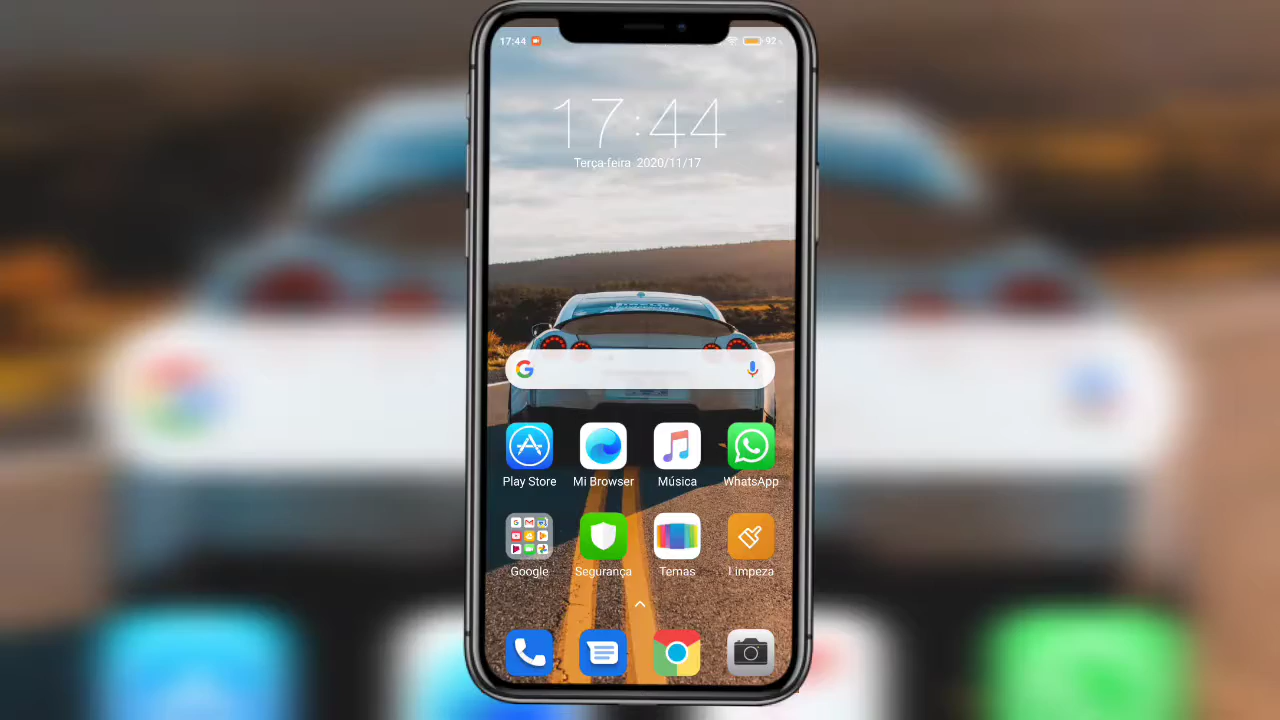 17:44
92
17:44
Terça-feira 2020/11/17
Play Store
Mi Browser
Música
WhatsApp
Google
Segurança
Temas
Limpeza